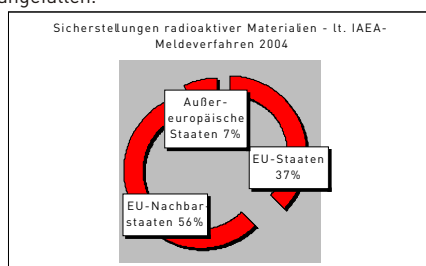 angefallen.
Sicherstellungen radioaktiver Materialien - lt. IAEA-
Meldeverfahren 2004
Außer-
europäische
Staaten 7%
EU-Staaten
37%
EU-Nachbar-
staaten 56%